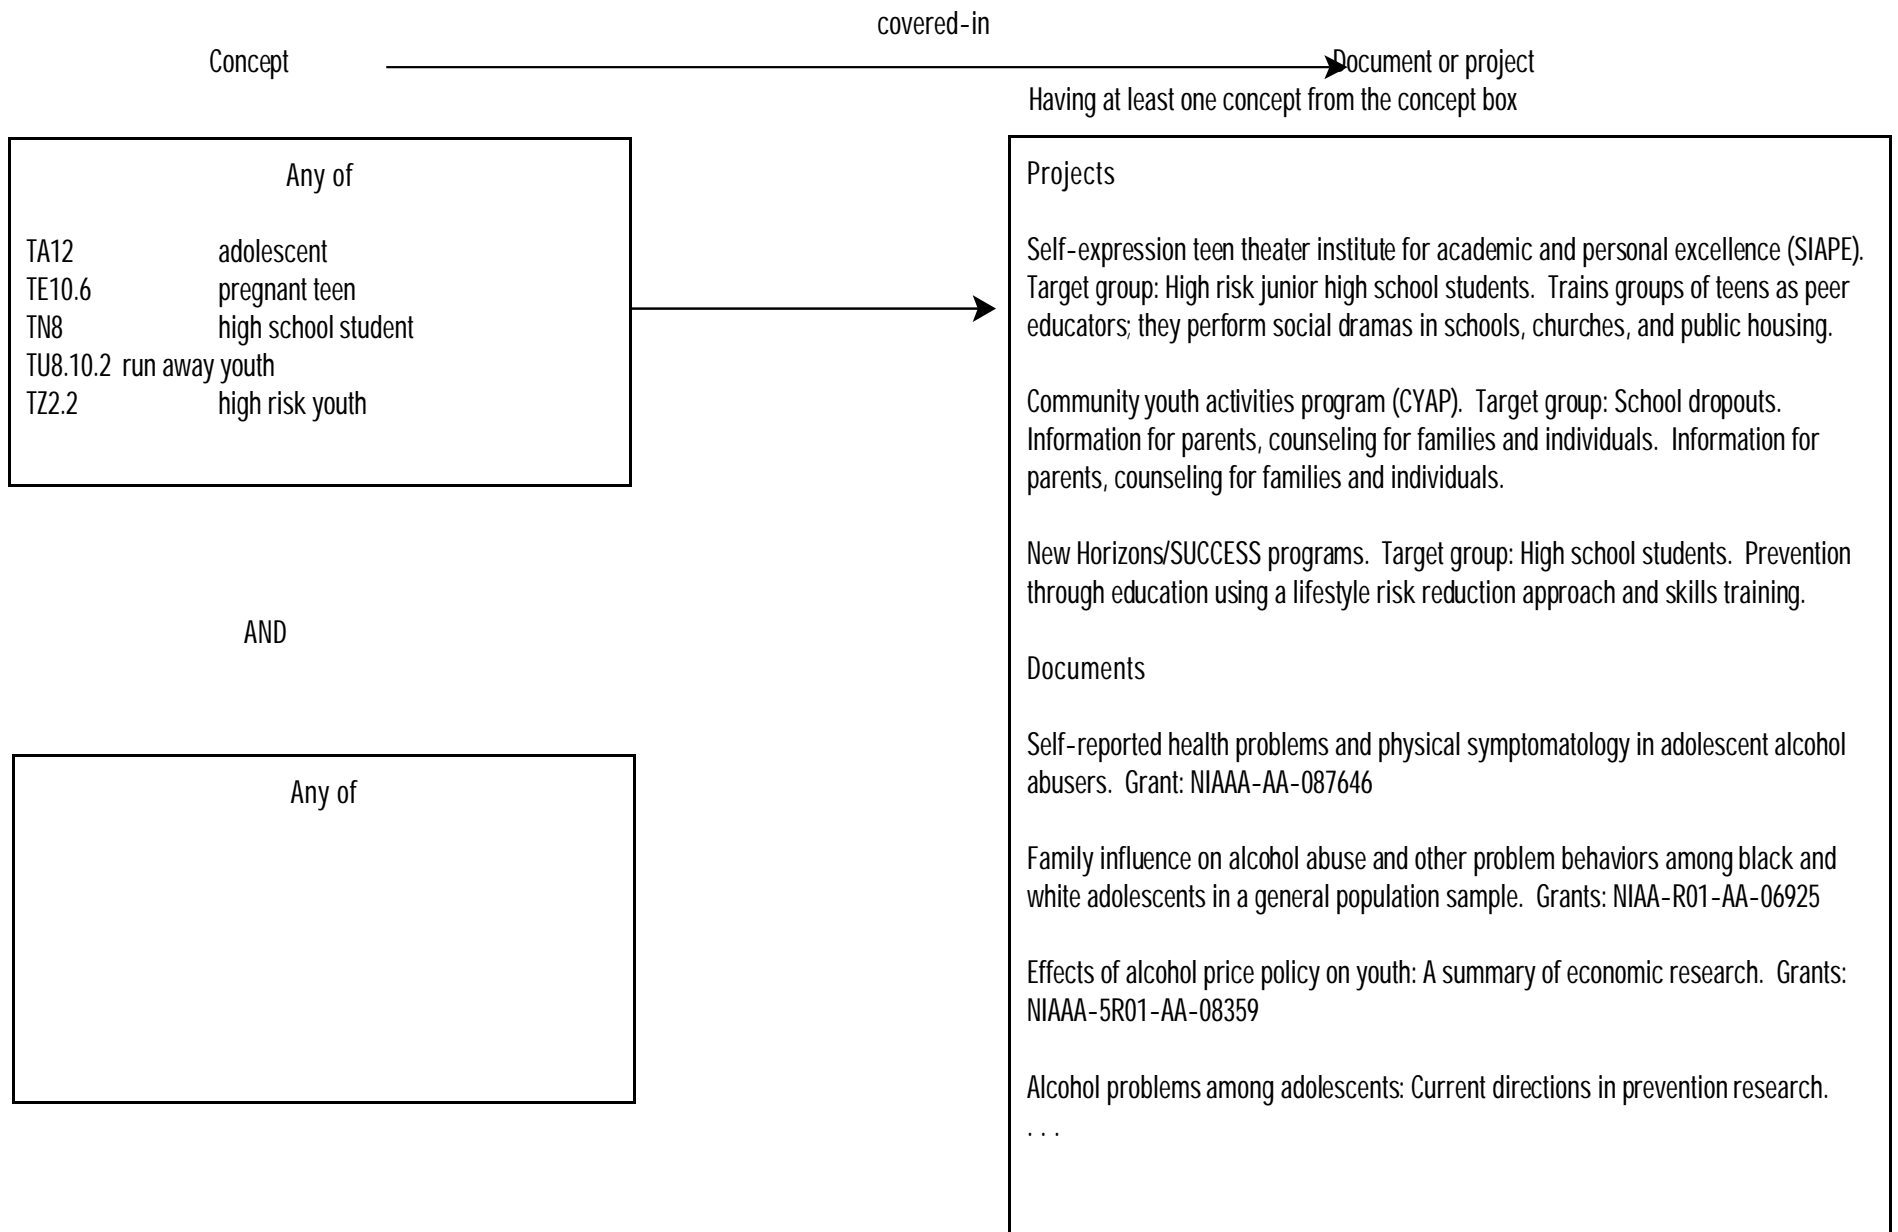 covered-in
Concept
Document or project
Having at least one concept from the concept box
Any of
TA12 adolescent
TE10.6 pregnant teen
TN8 high school student
TU8.10.2 run away youth
TZ2.2 high risk youth
AND
Any of
Projects
Self-expression teen theater institute for academic and personal excellence (SIAPE).
Target group: High risk junior high school students. Trains groups of teens as peer
educators; they perform social dramas in schools, churches, and public housing.
Community youth activities program (CYAP). Target group: School dropouts.
Information for parents, counseling for families and individuals. Information for
parents, counseling for families and individuals.
New Horizons/SUCCESS programs. Target group: High school students. Prevention
through education using a lifestyle risk reduction approach and skills training.
Documents
Self-reported health problems and physical symptomatology in adolescent alcohol
abusers. Grant: NIAAA-AA-087646
Family influence on alcohol abuse and other problem behaviors among black and
white adolescents in a general population sample. Grants: NIAA-R01-AA-06925
Effects of alcohol price policy on youth: A summary of economic research. Grants:
NIAAA-5R01-AA-08359
Alcohol problems among adolescents: Current directions in prevention research.
. . .